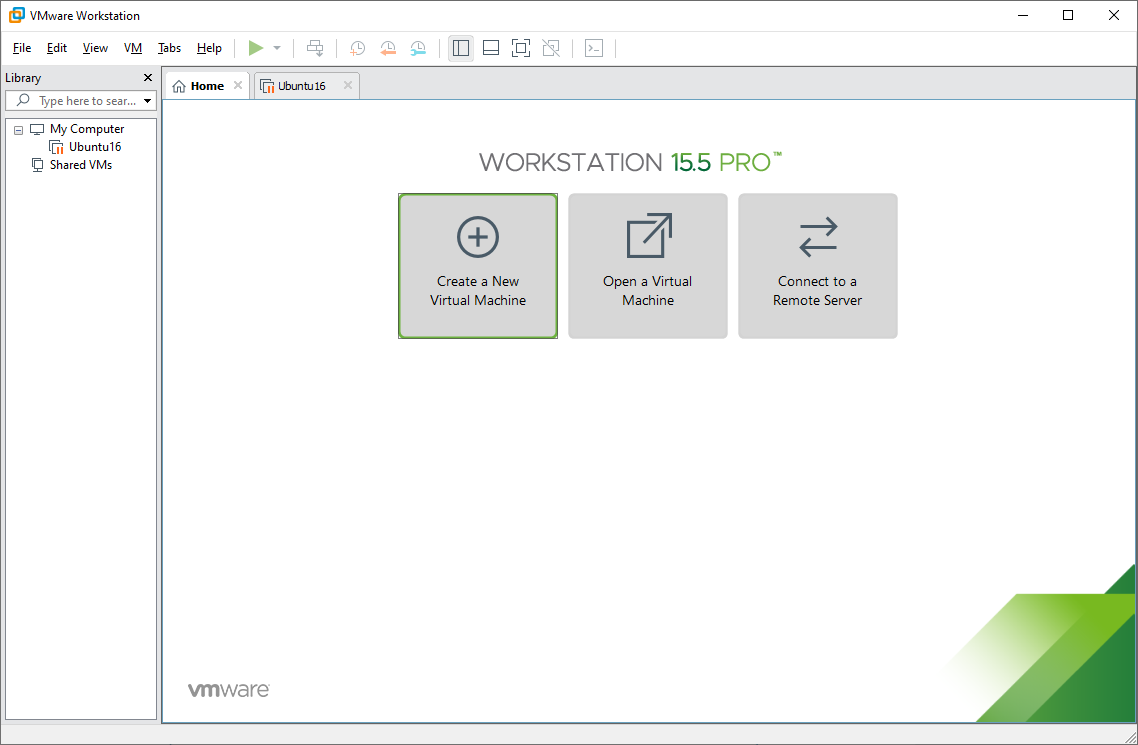 VMware Workstation
File Edit View VM Tabs Help
Library
Type here to sear...
My Computer
Ubuntu16
Shared VMs
Home
Ubuntu16
WORKSTATION 15.5 PRO™
Create a New
Virtual Machine
Open a Virtual
Machine
Connect to a
Remote Server
vmware